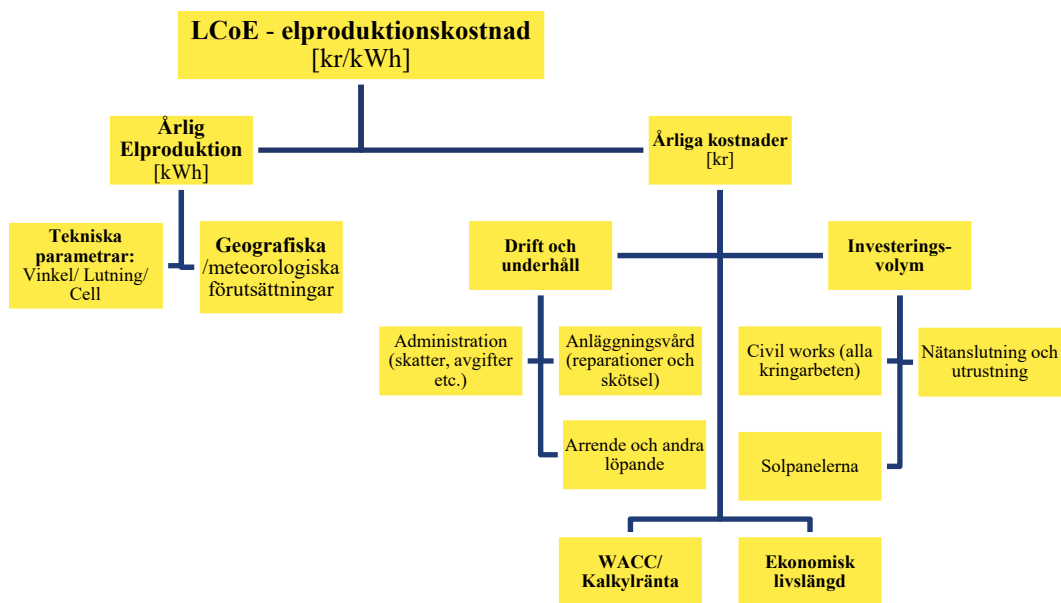 LCoE - elproduktionskostnad
[kr/kWh]
Årlig
Elproduktion
[kWh]
Årliga kostnader
[kr]
Tekniska
parametrar:
Vinkel/ Lutning/
Cell
Geografiska
/meteorologiska
förutsättningar
Drift och
underhåll
Investerings-
volym
Administration
(skatter, avgifter
etc.)
Anläggningsvård
(reparationer och
skötsel)
Civil works (alla
kringarbeten)
Nätanslutning och
utrustning
Arrende och andra
löpande
Solpanelerna
WACC/
Kalkylränta
Ekonomisk
livslängd